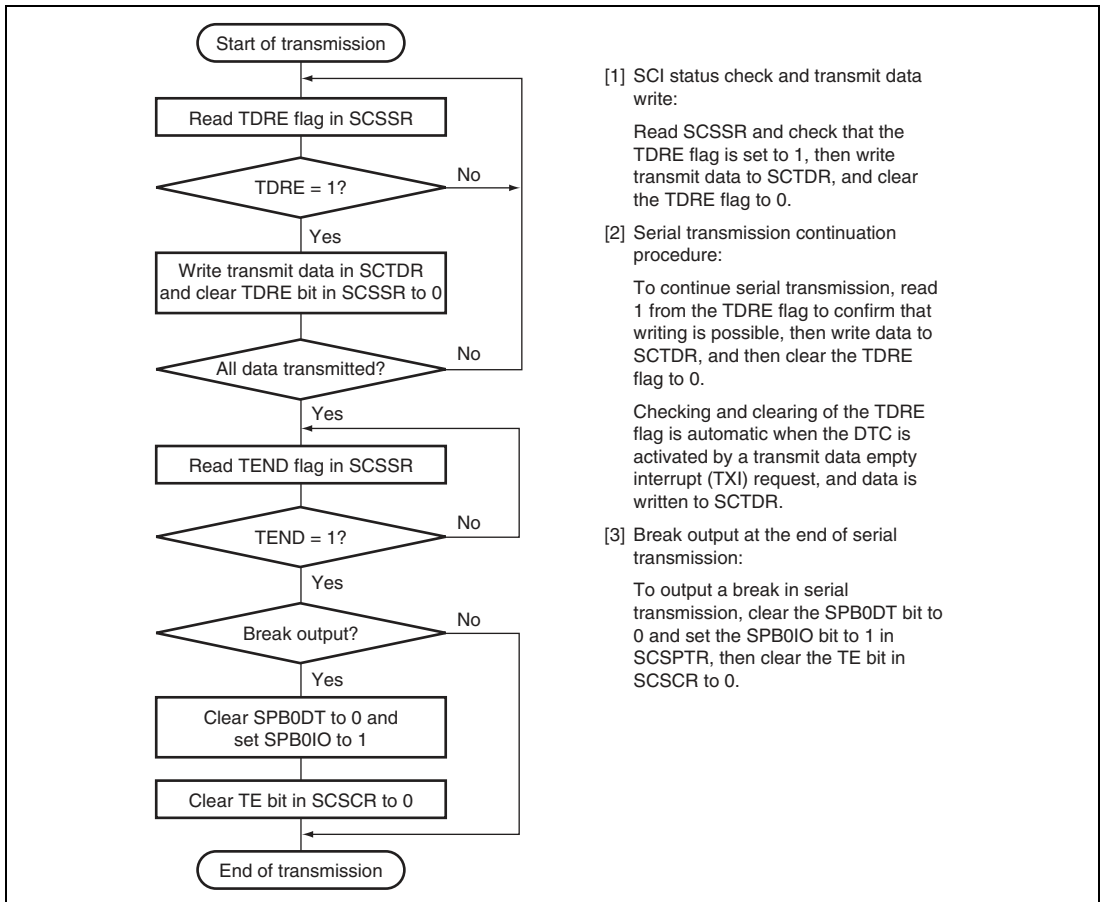 Start of transmission
Read TDRE flag in SCSSR
TDRE = 1?
No
Yes
Write transmit data in SCTDR
and clear TDRE bit in SCSSR to 0
All data transmitted?
No
Yes
Read TEND flag in SCSSR
TEND = 1?
No
Yes
Break output?
No
Yes
Clear SPB0DT to 0 and
set SPB0IO to 1
Clear TE bit in SCSCR to 0
End of transmission
[1] SCI status check and transmit data
write:
Read SCSSR and check that the
TDRE flag is set to 1, then write
transmit data to SCTDR, and clear
the TDRE flag to 0.
[2] Serial transmission continuation
procedure:
To continue serial transmission, read
1 from the TDRE flag to confirm that
writing is possible, then write data to
SCTDR, and then clear the TDRE
flag to 0.
Checking and clearing of the TDRE
flag is automatic when the DTC is
activated by a transmit data empty
interrupt (TXI) request, and data is
written to SCTDR.
[3] Break output at the end of serial
transmission:
To output a break in serial
transmission, clear the SPB0DT bit to
0 and set the SPB0IO bit to 1 in
SCSPTR, then clear the TE bit in
SCSCR to 0.